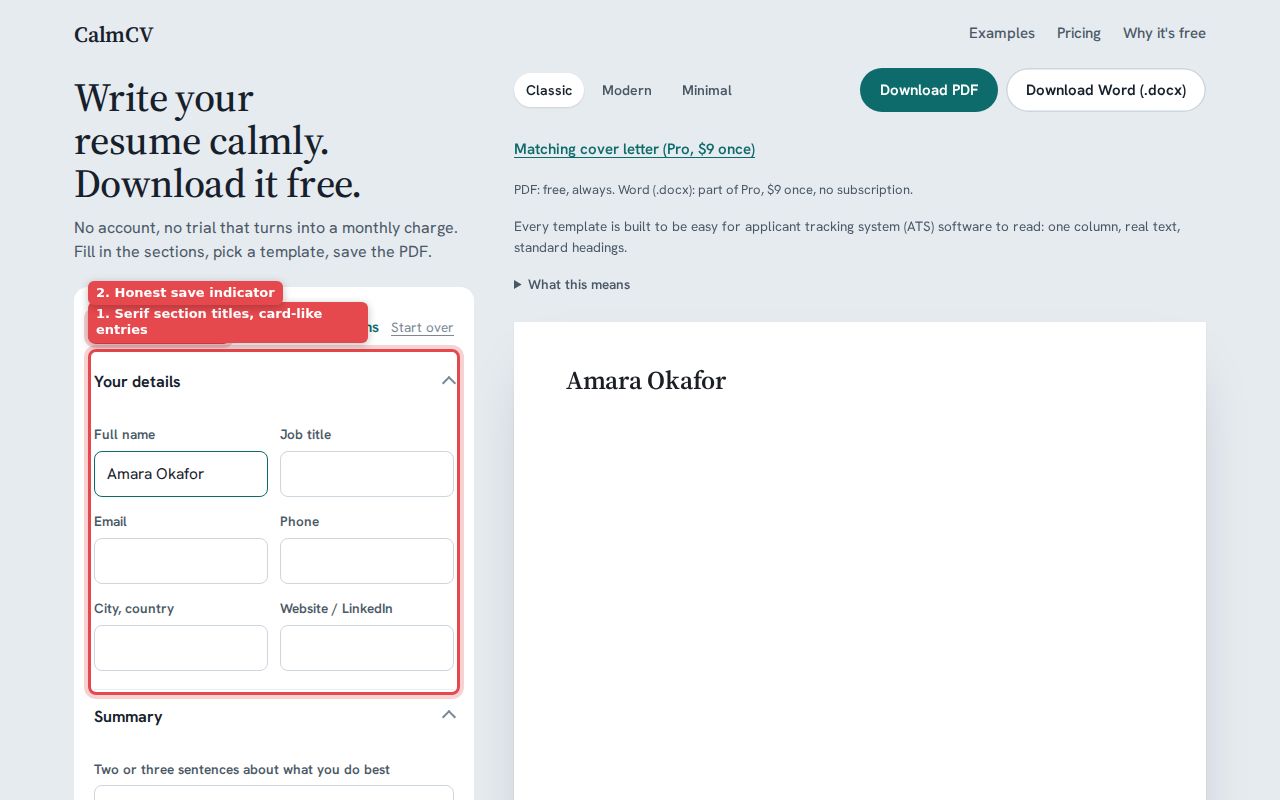 CalmCV
Examples
Pricing
Why it's free
Write your
resume calmly.
Download it free.
No account, no trial that turns into a monthly charge.
Fill in the sections, pick a template, save the PDF.
2. Honest save indicator
1. Serif section titles, card-like
entries
Start over
Your details
Full name
Job title
Amara Okafor
Email
Phone
City, country
Website / LinkedIn
Summary
Two or three sentences about what you do best
Classic
Modern
Minimal
Download PDF
Download Word (.docx)
Matching cover letter (Pro, $9 once)
PDF: free, always. Word (.docx): part of Pro, $9 once, no subscription.
Every template is built to be easy for applicant tracking system (ATS) software to read: one column, real text,
standard headings.
What this means
Amara Okafor